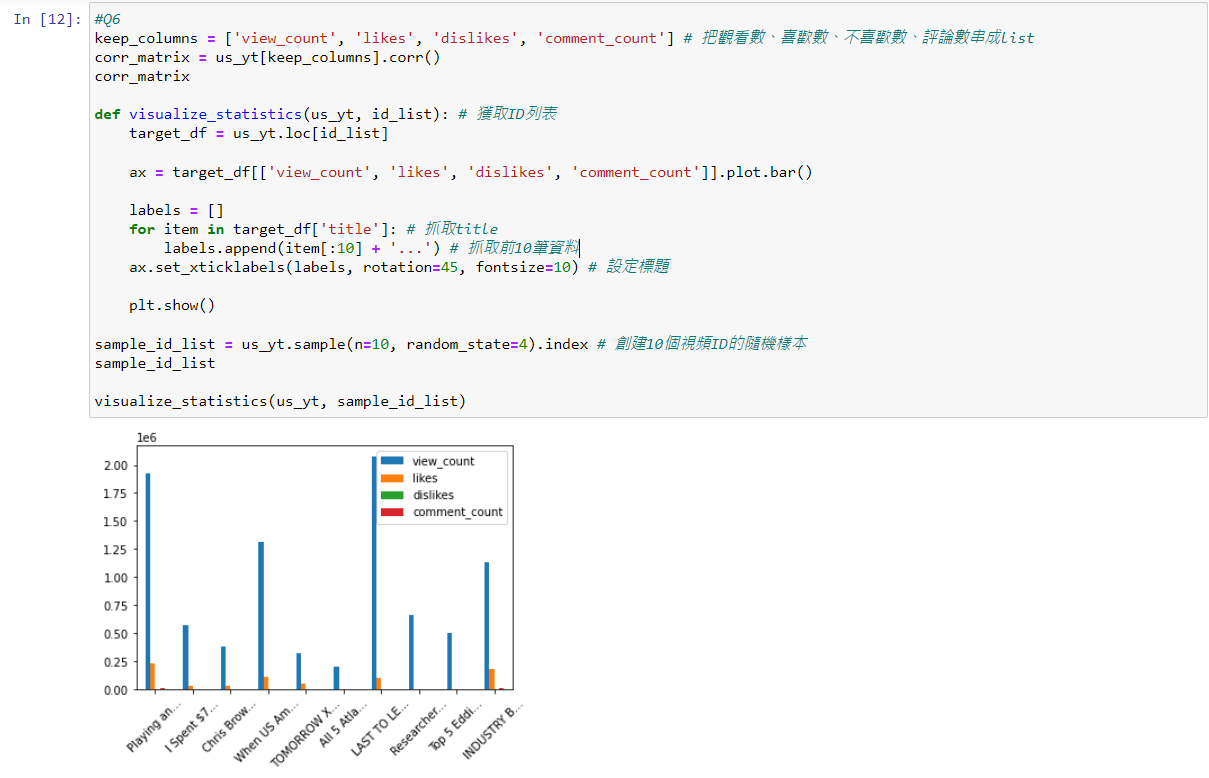 In [12]:
#Q6
keep_columns = ['view_count', 'likes', 'dislikes', 'comment_count'] # 把觀看數、喜歡數、不喜歡數、評論數串成list
corr_matrix = us_yt[keep_columns].corr()
corr_matrix
def visualize_statistics(us_yt, id_list): # 獲取ID列表
target_df = us_yt.loc[id_list]
ax = target_df[['view_count', 'likes', 'dislikes', 'comment_count']].plot.bar()
labels = []
for item in target_df['title']: # 抓取title
labels.append(item[:10] + '...') # 抓取前10筆資料
ax.set_xticklabels(labels, rotation=45, fontsize=10) # 設定標題
plt.show()
sample_id_list = us_yt.sample(n=10, random_state=4).index # 創建10個視頻ID的隨機樣本
sample_id_list
visualize_statistics(us_yt, sample_id_list)
1e6
2.00
1.75
1.50
1.25
1.00
0.75
0.50
0.25
0.00
view_count
likes
dislikes
comment_count
Playing an...
I Spent $7...
Chris Brow...
When US Am...
TOMORROW X...
All 5 Atla...
LAST TO LE...
Researcher...
Top 5 Eddi...
INDUSTRY B...